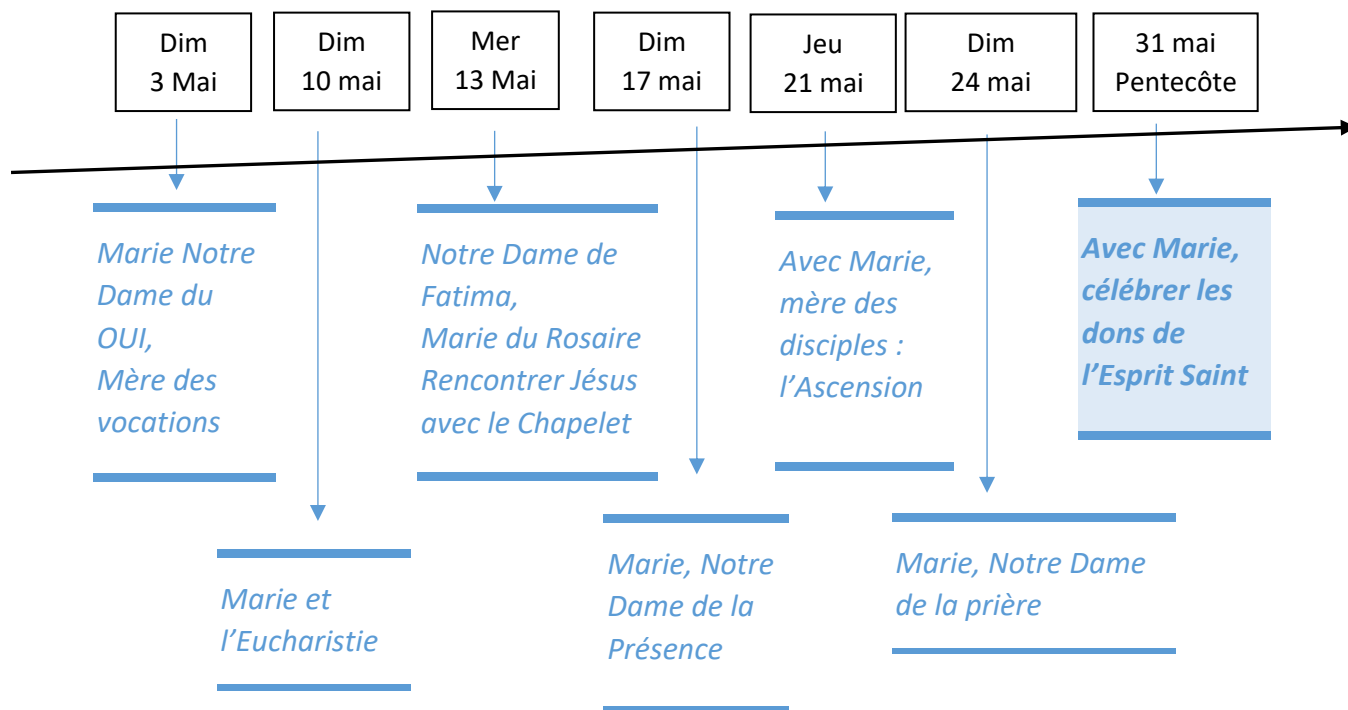 Dim
3 Mai
Dim
10 mai
Mer
13 Mai
Dim
17 mai
Jeu
21 mai
Dim
24 mai
31 mai
Pentecôte
Marie Notre
Dame du
OUI,
Mère des
vocations
Notre Dame de
Fatima,
Marie du Rosaire
Rencontrer Jésus
avec le Chapelet
Avec Marie,
mère des
disciples :
l’Ascension
Avec Marie,
célébrer les
dons de
l’Esprit Saint
Marie et
l’Eucharistie
Marie, Notre
Dame de la
Présence
Marie, Notre Dame
de la prière